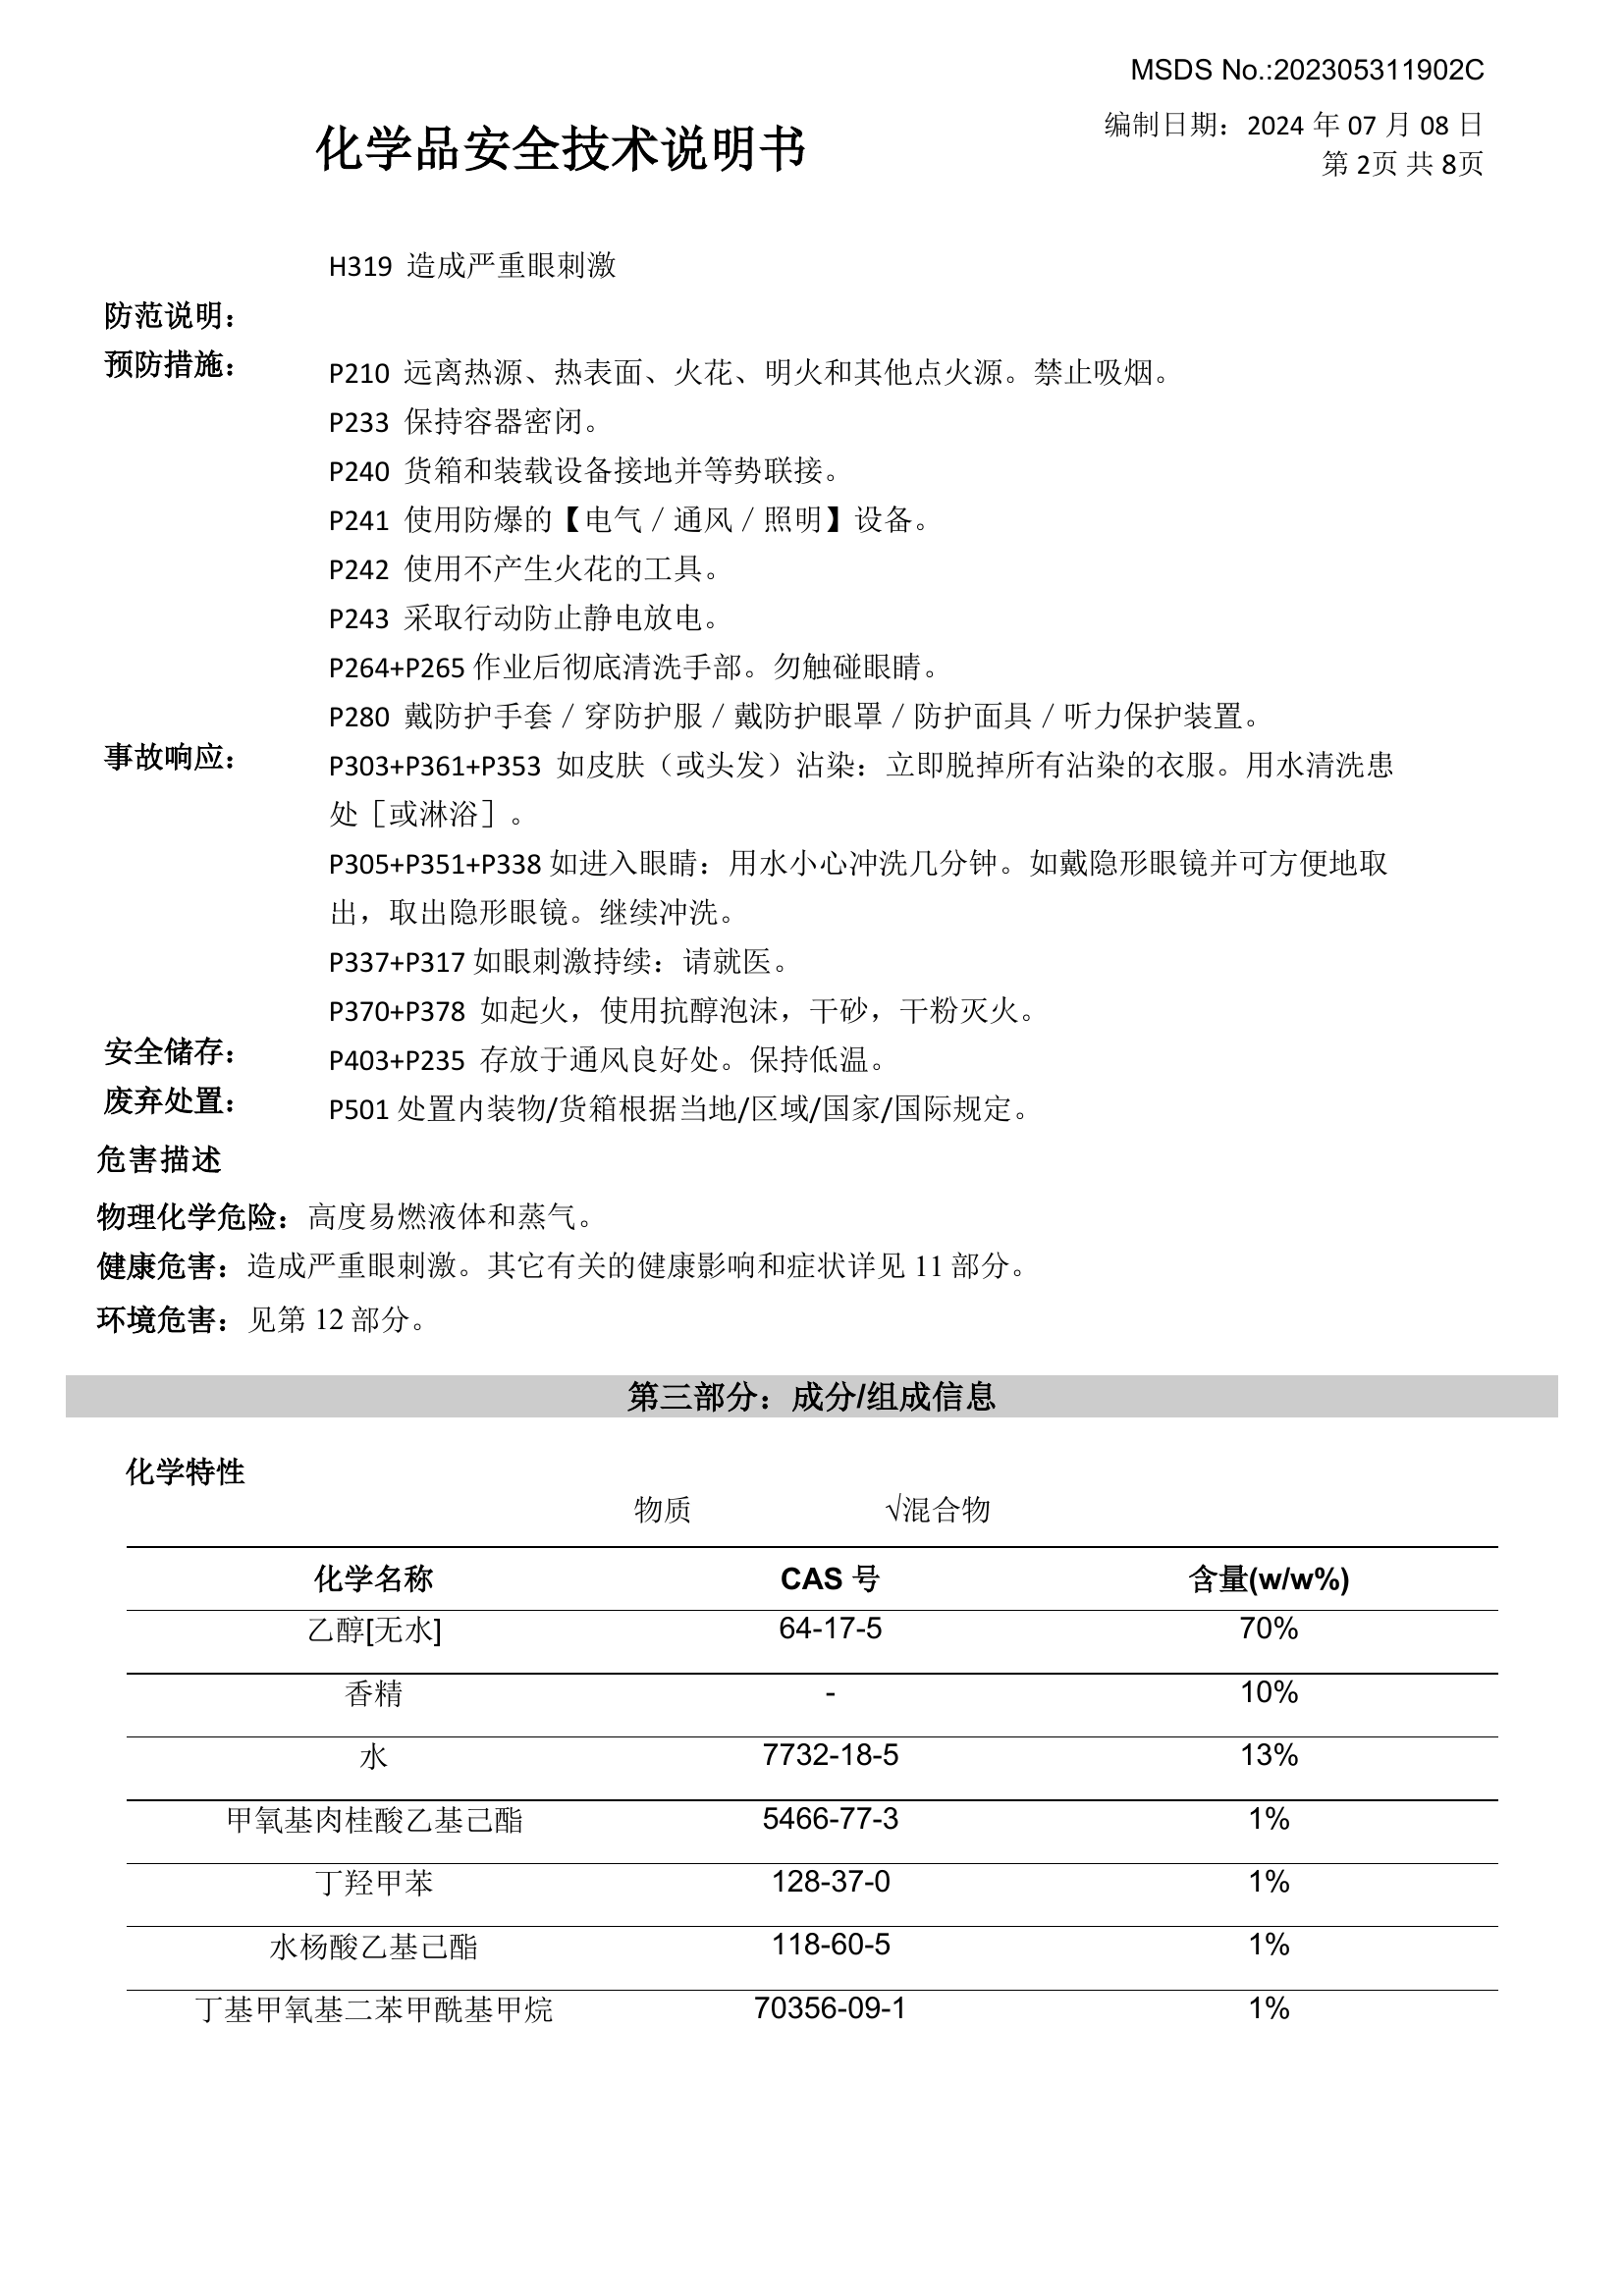 MSDS No.:202305311902C
化学品安全技术说明书
编制日期：2024 年 07 月 08 日
第 2页 共 8页
H319 造成严重眼刺激
防范说明：
预防措施：
P210 远离热源、热表面、火花、明火和其他点火源。禁止吸烟。
P233 保持容器密闭。
P240 货箱和装载设备接地并等势联接。
P241 使用防爆的【电气／通风／照明】设备。
P242 使用不产生火花的工具。
P243 采取行动防止静电放电。
P264+P265 作业后彻底清洗手部。勿触碰眼睛。
P280 戴防护手套／穿防护服／戴防护眼罩／防护面具／听力保护装置。
事故响应：
P303+P361+P353 如皮肤（或头发）沾染：立即脱掉所有沾染的衣服。用水清洗患
处［或淋浴］。
P305+P351+P338 如进入眼睛：用水小心冲洗几分钟。如戴隐形眼镜并可方便地取
出，取出隐形眼镜。继续冲洗。
P337+P317 如眼刺激持续：请就医。
P370+P378 如起火，使用抗醇泡沫，干砂，干粉灭火。
安全储存：
P403+P235 存放于通风良好处。保持低温。
废弃处置：
P501 处置内装物/货箱根据当地/区域/国家/国际规定。
危害描述
物理化学危险：高度易燃液体和蒸气。
健康危害：造成严重眼刺激。其它有关的健康影响和症状详见 11 部分。
环境危害：见第 12 部分。
第三部分：成分/组成信息
化学特性
物质 √混合物
化学名称 CAS 号 含量(w/w%)
乙醇[无水] 64-17-5 70%
香精 - 10%
水 7732-18-5 13%
甲氧基肉桂酸乙基己酯 5466-77-3 1%
丁羟甲苯 128-37-0 1%
水杨酸乙基己酯 118-60-5 1%
丁基甲氧基二苯甲酰基甲烷 70356-09-1 1%